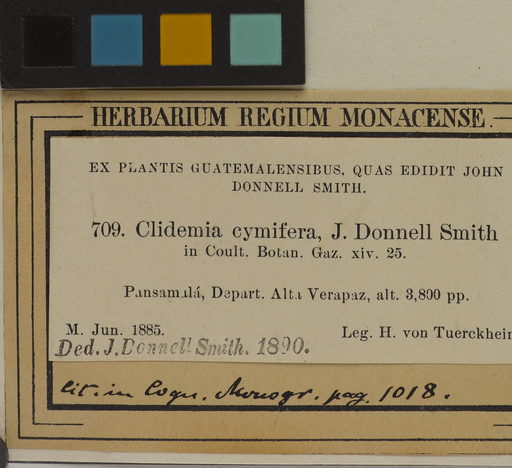 HERBARIUM REGIUM MONACENSE.
EX PLANTIS GUATEMALENSIBUS, QUAS EDIDIT JOHN
DONNELL SMITH.
709. Clidemia cymifera, J. Donnell Smith
in Coult. Botan. Gaz. xiv. 25.
Pansamalá, Depart. Alta Verapaz, alt. 3,800 pp.
M. Jun. 1885.
Leg. H. von Tuerckheim
Ded. J. Donnell Smith. 1890.
Cit. in Cogn. Monogr. pag. 1018.